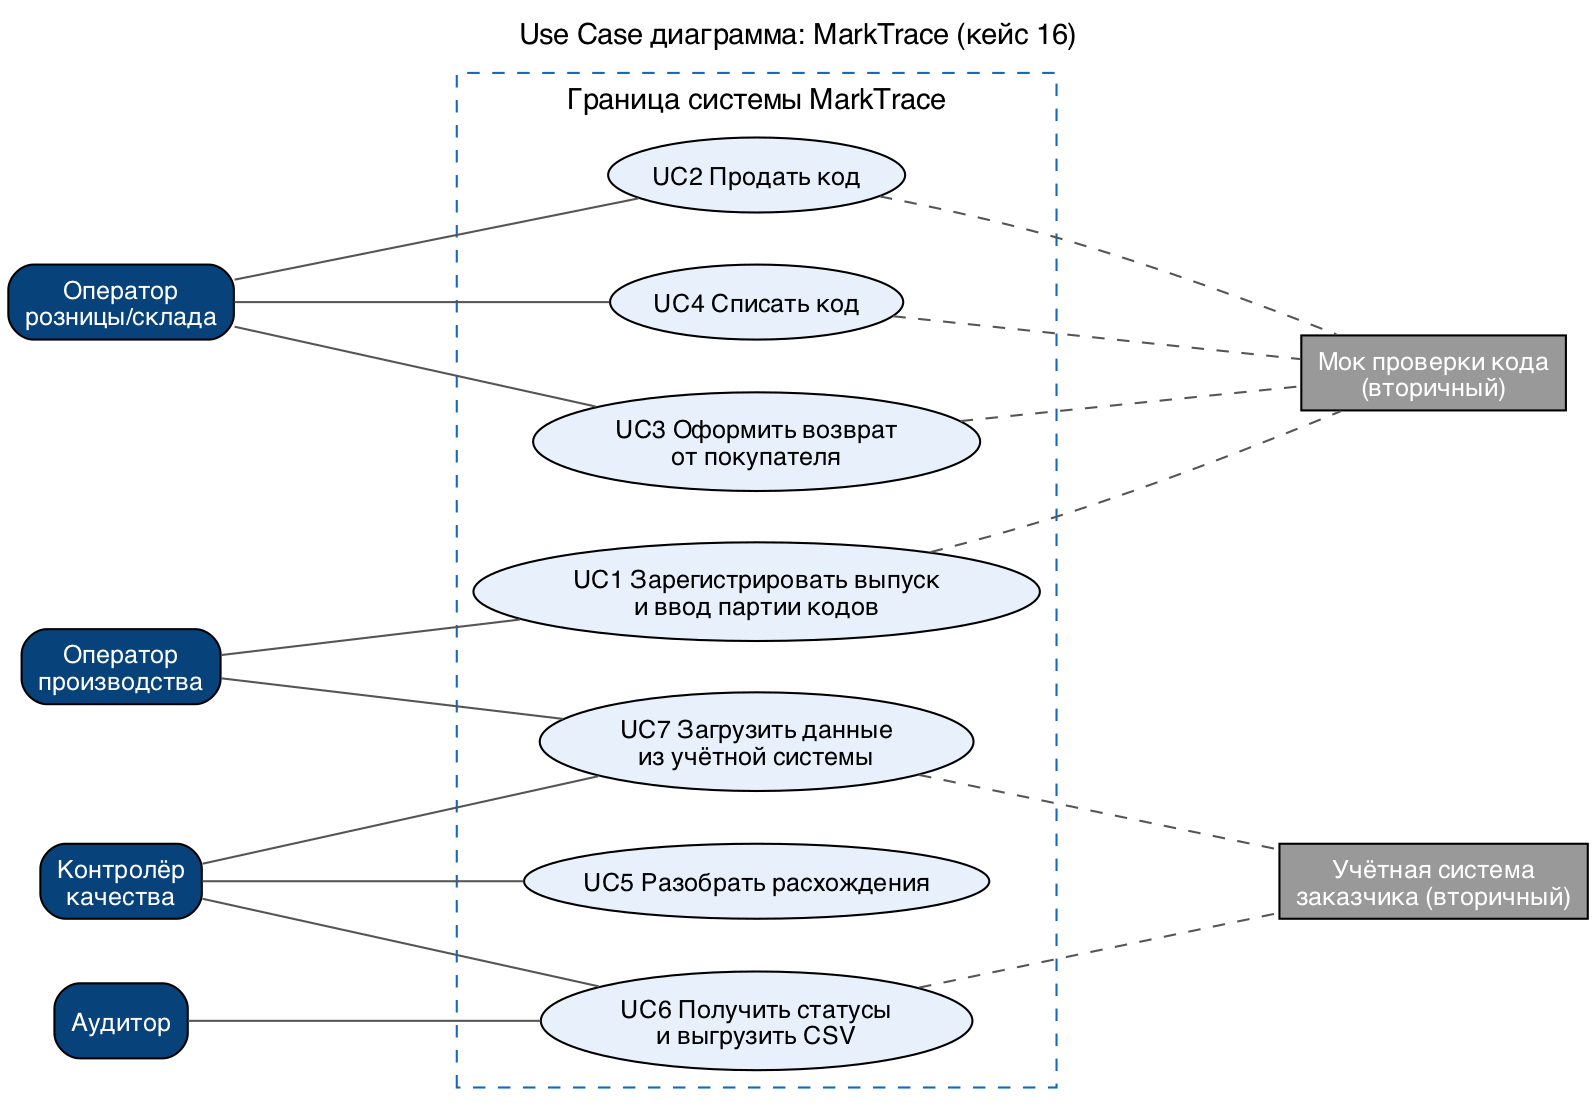 Use Case диаграмма: MarkTrace (кейс 16)
Граница системы MarkTrace
UC2 Продать код
Оператор
розницы/склада
UC4 Списать код
Мок проверки кода
(вторичный)
UC3 Оформить возврат
от покупателя
UC1 Зарегистрировать выпуск
и ввод партии кодов
Оператор
производства
UC7 Загрузить данные
из учётной системы
Контролёр
качества
UC5 Разобрать расхождения
Учётная система
заказчика (вторичный)
Аудитор
UC6 Получить статусы
и выгрузить CSV